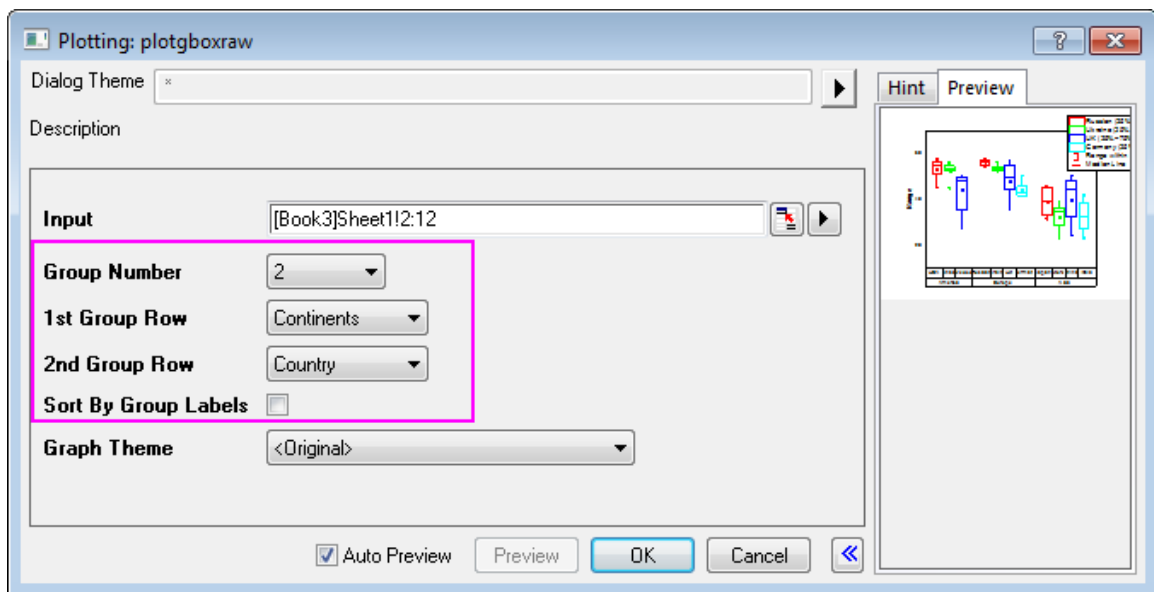 Plotting: plotgboxraw
Dialog Theme *
Hint Preview
Description
Input [Book3]Sheet1!2:12
Group Number 2
1st Group Row Continents
2nd Group Row Country
Sort By Group Labels
Graph Theme <Original>
Auto Preview Preview OK Cancel